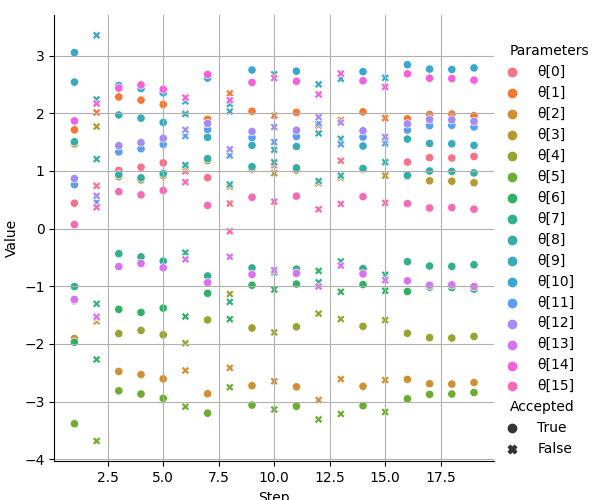 3
2
1
0
−1
−2
−3
−4
Value
2.5
5.0
7.5
10.0
12.5
15.0
17.5
Step
Parameters
θ[0]
θ[1]
θ[2]
θ[3]
θ[4]
θ[5]
θ[6]
θ[7]
θ[8]
θ[9]
θ[10]
θ[11]
θ[12]
θ[13]
θ[14]
θ[15]
Accepted
True
False